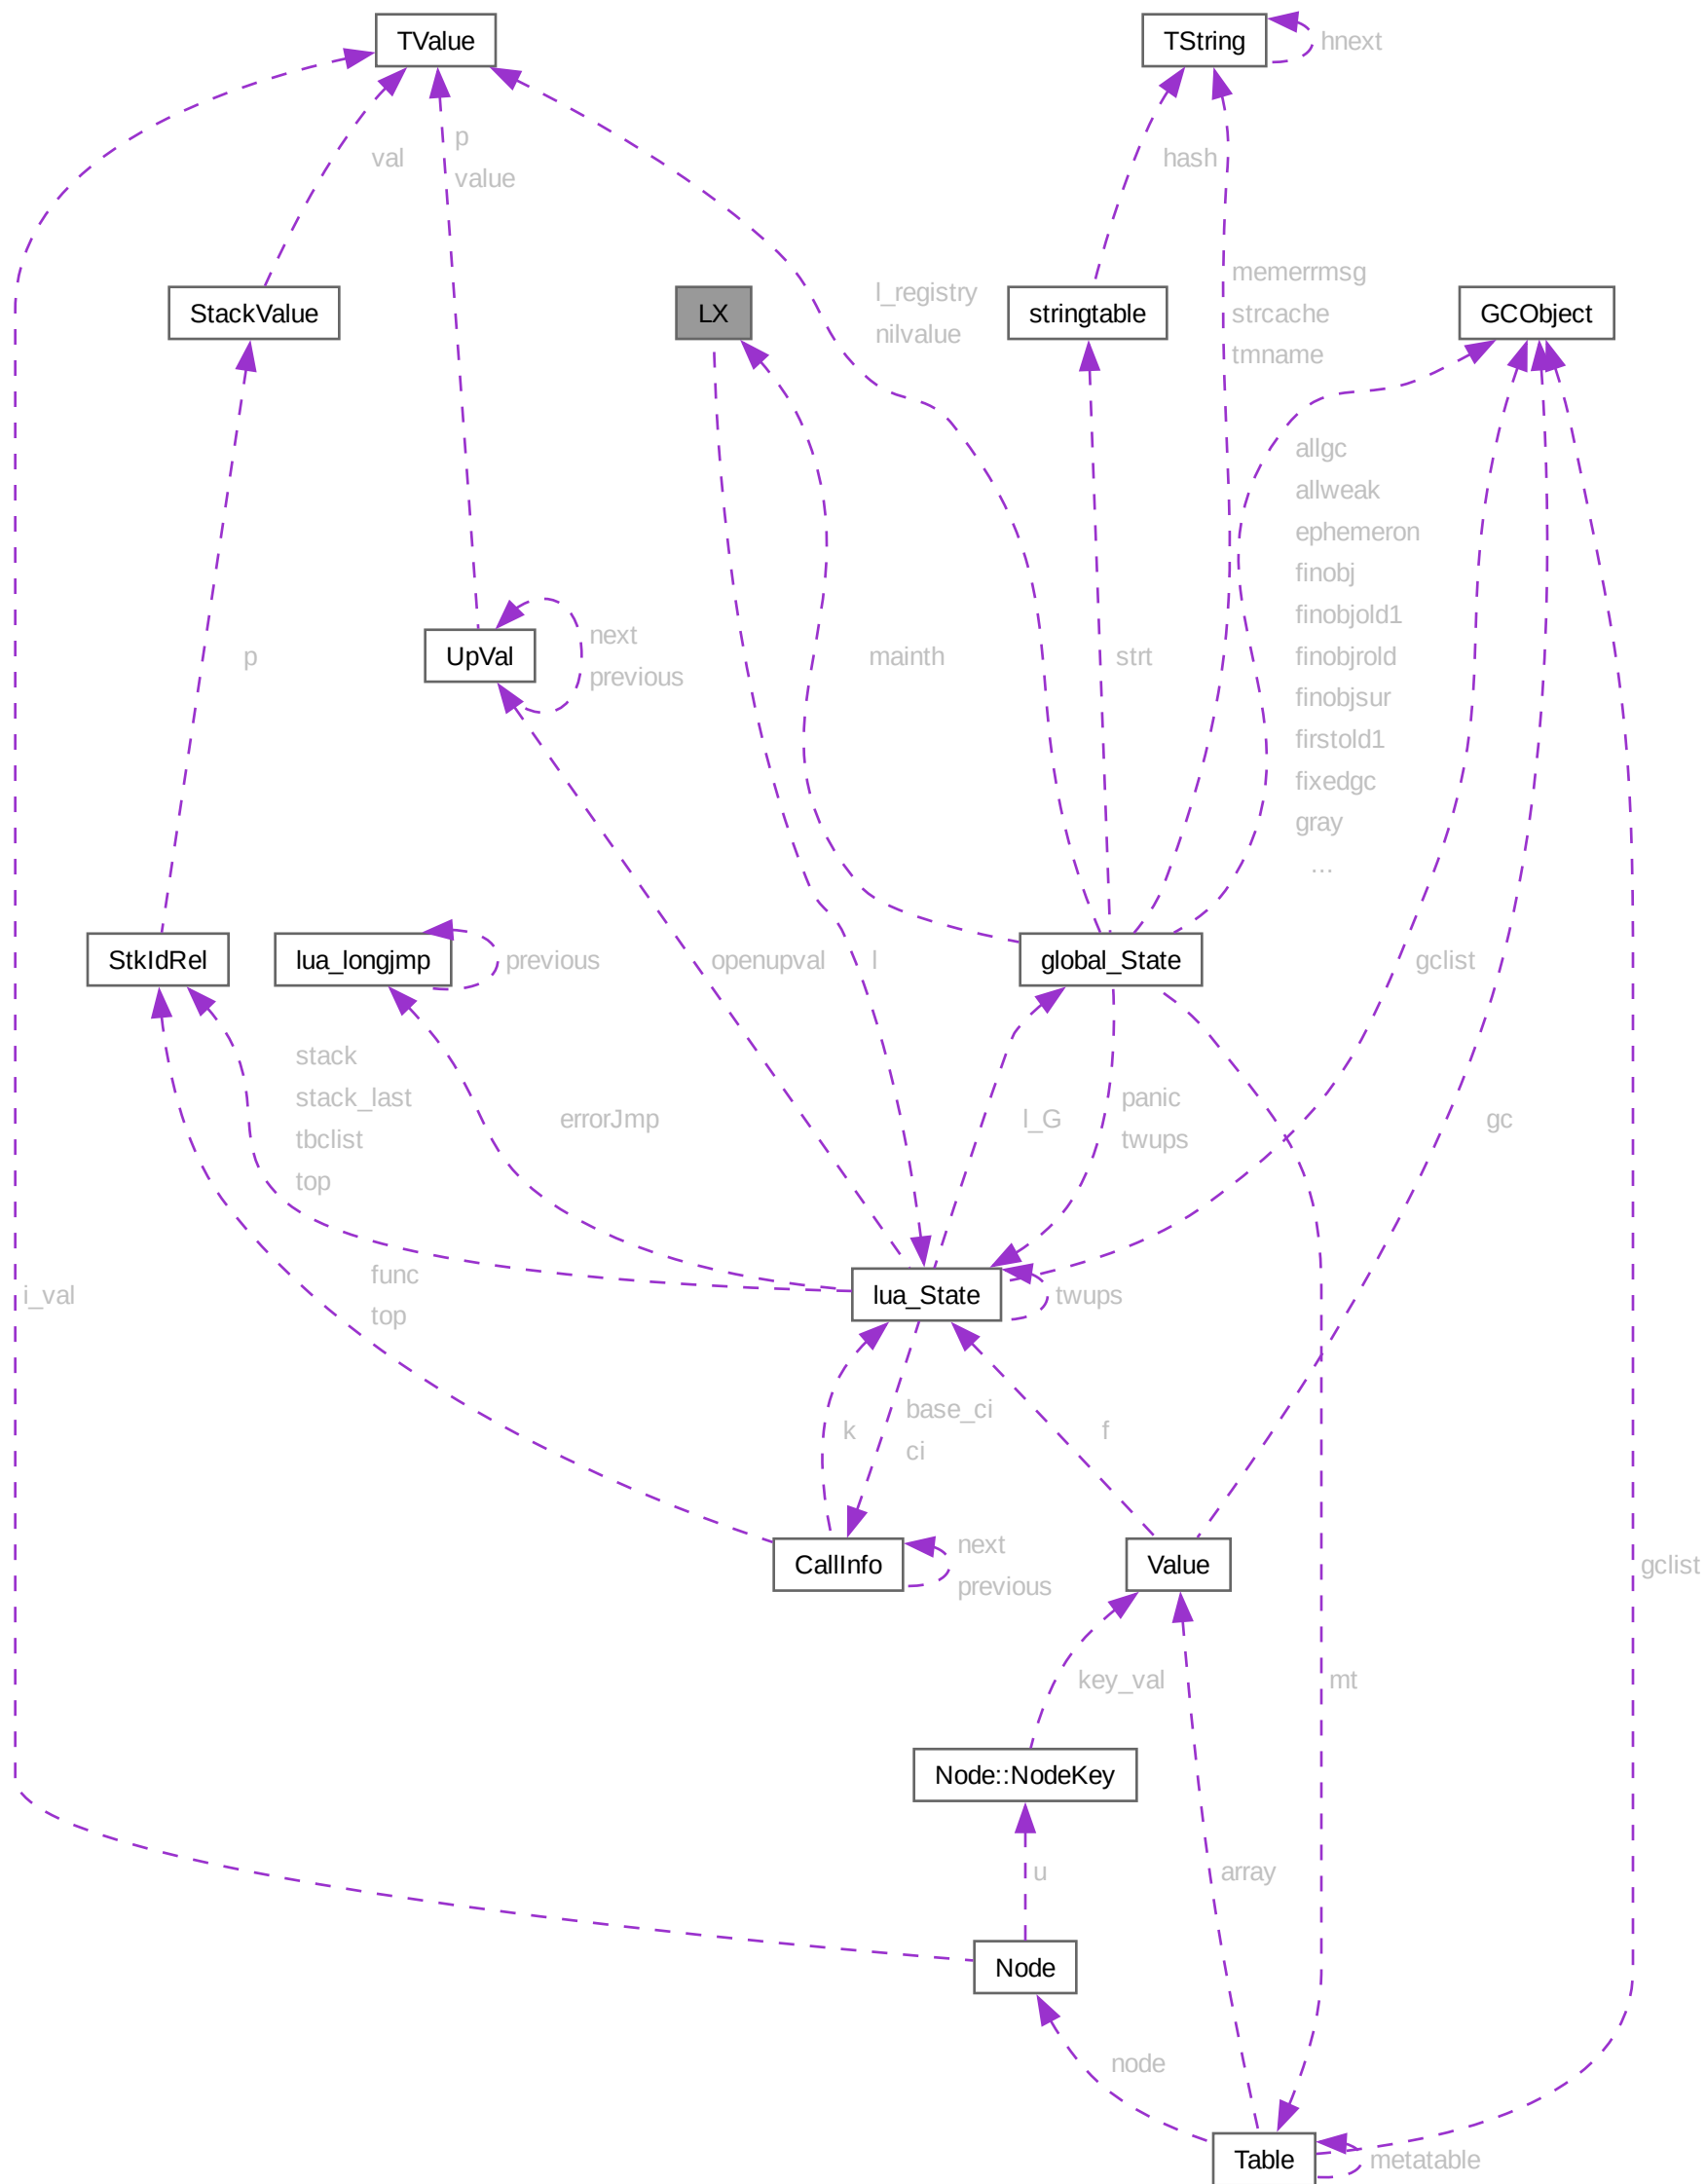 TValue
TString
hnext
p
val
hash
value
memerrmsg
l_registry
StackValue
LX
stringtable
strcache
GCObject
nilvalue
tmname
allgc
allweak
ephemeron
finobj
finobjold1
next
UpVal
p
mainth
strt
finobjrold
previous
finobjsur
firstold1
fixedgc
gray
...
StkIdRel
lua_longjmp
previous
openupval
l
global_State
gclist
stack
stack_last
tbclist
top
errorJmp
l_G
panic
twups
gc
func
top
i_val
lua_State
twups
base_ci
ci
k
f
next
CallInfo
previous
Value
gclist
key_val
mt
Node::NodeKey
u
array
Node
node
Table
metatable